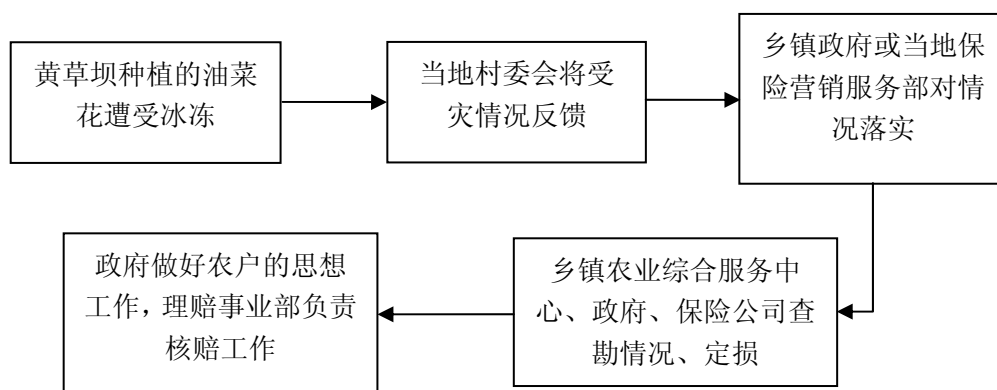 黄草坝种植的油菜
花遭受冰冻
当地村委会将受
灾情况反馈
乡镇政府或当地保
险营销服务部对情
况落实
乡镇农业综合服务中
心、政府、保险公司查
勘情况、定损
政府做好农户的思想
工作，理赔事业部负责
核赔工作